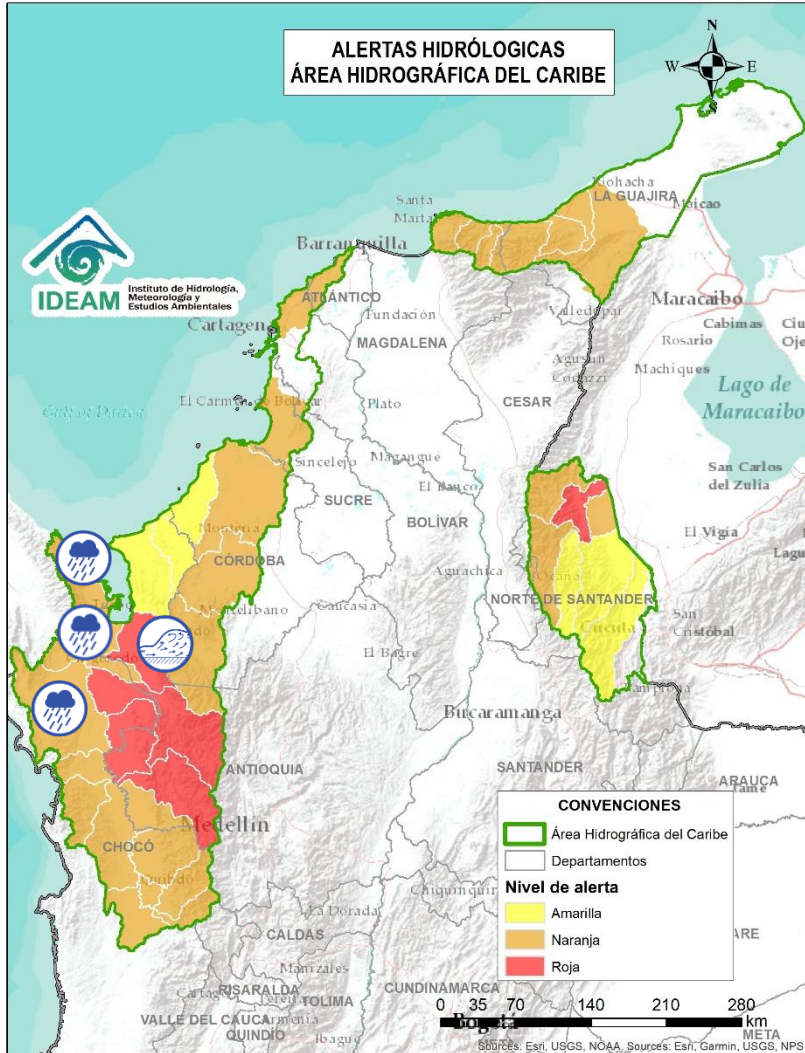 ALERTAS HIDRÓLOGICAS
ÁREA HIDROGRÁFICA DEL CARIBE
N
W E
S
IDEAM
Instituto de Hidrología,
Meteorología y
Estudios Ambientales
LA GUAJIRA
Maicao
Santa
Marta
Barranquilla
ATLÁNTICO
Cartagen
Fundación
MAGDALENA
Valledupar
Maracaibo
Cabimas
Rosario
Machiques
Agustín
Codazzi
Lago de
Maracaibo
El Carmen de Bolívar
Plato
CESAR
Sincelejo
Magangué
SUCRE
El Banco
BOLÍVAR
San Carlos
del Zulia
El Vigía
Montería
CÓRDOBA
Aguachica
Ocaña
NORTE DE SANTANDER
Cúcuta
San
Cristóbal
Caucasia
El Bagre
Bucaramanga
ANTIOQUIA
SANTANDER
ARAUCA
Medellín
CHOCÓ
Quibdó
La Dorada
CALDAS
Manizales
RISARALDA
CUNDINAMARCA
TOLIMA
VALLE DEL CAUCA
QUINDÍO
Ibagué
Bogotá
META
CONVENCIONES
Área Hidrográfica del Caribe
Departamentos
Nivel de alerta
Amarilla
Naranja
Roja
0 35 70 140 210 280
km
Sources: Esri, USGS, NOAA, Sources: Esri, Garmin, USGS, NPS